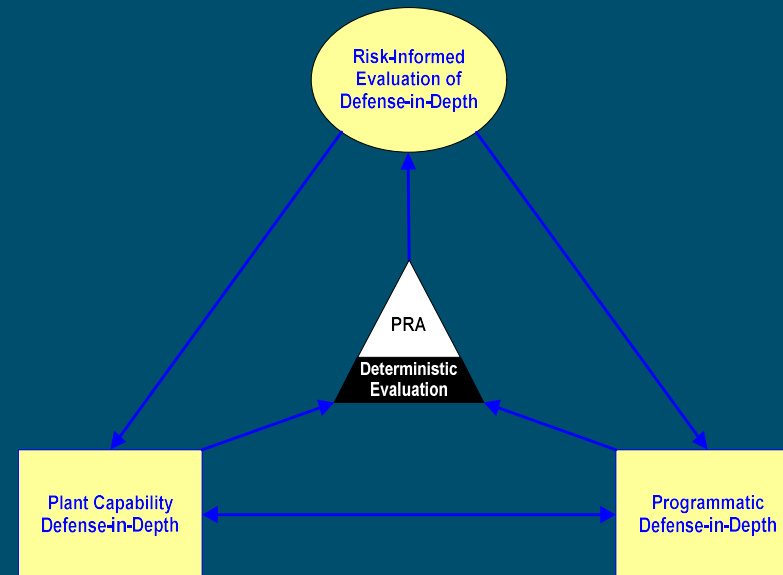 Risk-Informed
Evaluation of
Defense-in-Depth
PRA
Deterministic
Evaluation
Plant Capability
Defense-in-Depth
Programmatic
Defense-in-Depth